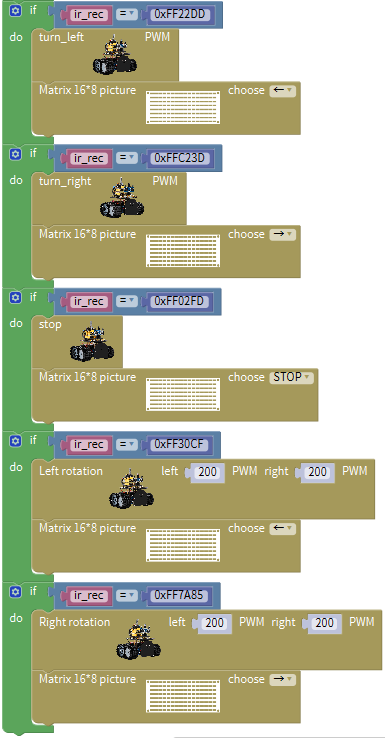 if ir_rec = 0xFF22DD
do turn_left PWM
Matrix 16*8 picture choose ←
if ir_rec = 0xFFC23D
do turn_right PWM
Matrix 16*8 picture choose →
if ir_rec = 0xFF02FD
do stop
Matrix 16*8 picture choose STOP
if ir_rec = 0xFF30CF
do Left rotation left 200 PWM right 200 PWM
Matrix 16*8 picture choose ←
if ir_rec = 0xFF7A85
do Right rotation left 200 PWM right 200 PWM
Matrix 16*8 picture choose →